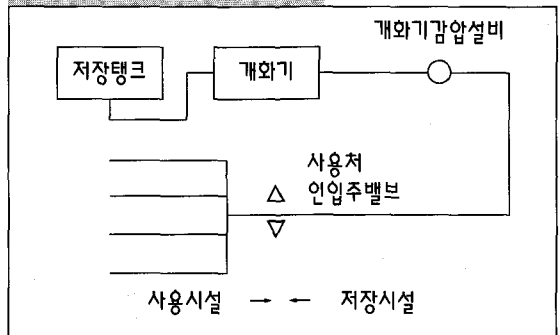 개화기감압설비
저장탱크
개화기
사용처
인입주밸브
사용시설 → ← 저장시설